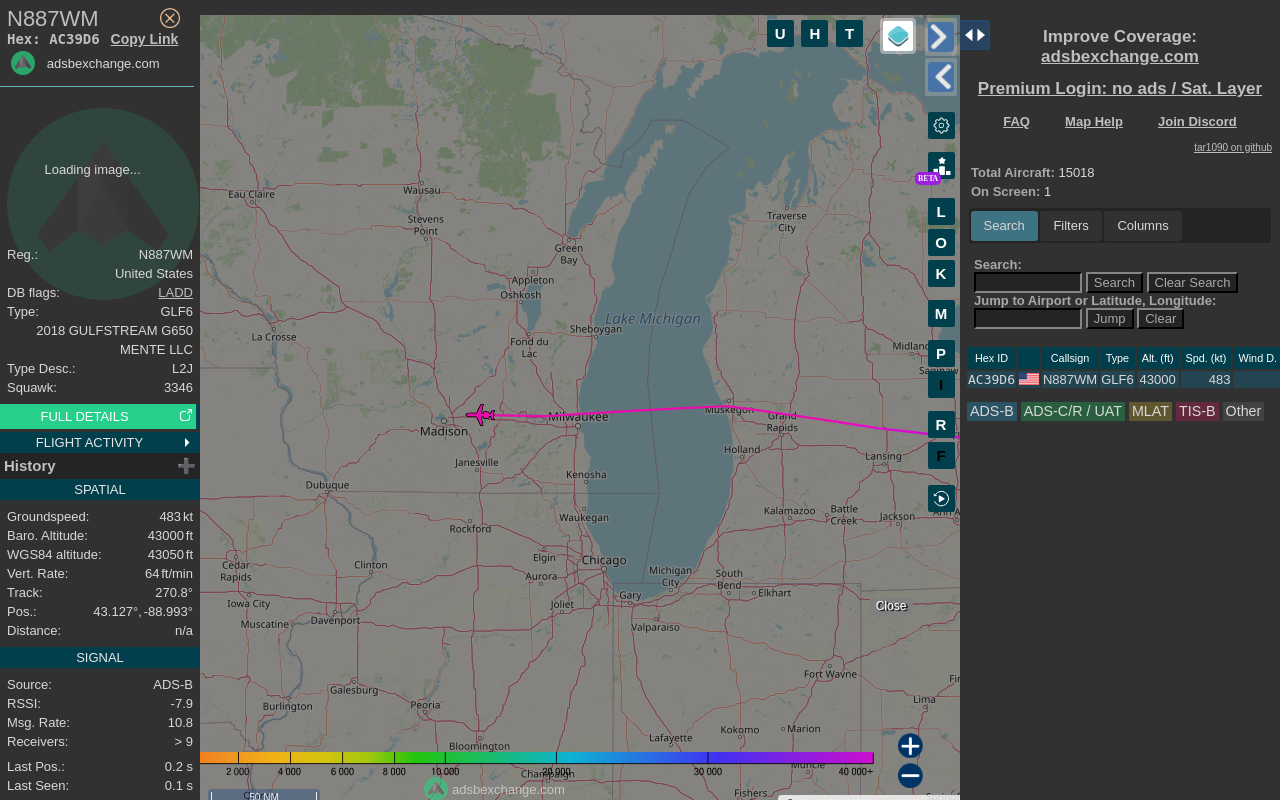 N887WM
Hex: AC39D6 Copy Link
adsbexchange.com
Loading image...
Reg.: N887WM
United States
DB flags: LADD
Type: GLF6
2018 GULFSTREAM G650
MENTE LLC
Type Desc.: L2J
Squawk: 3346
FULL DETAILS
FLIGHT ACTIVITY
History
SPATIAL
Groundspeed: 483 kt
Baro. Altitude: 43000 ft
WGS84 altitude: 43050 ft
Vert. Rate: 64 ft/min
Track: 270.8°
Pos.: 43.127°, -88.993°
Distance: n/a
SIGNAL
Source: ADS-B
RSSI: -7.9
Msg. Rate: 10.8
Receivers: > 9
Last Pos.: 0.2 s
Last Seen: 0.1 s
U H T
BETA
L
O
K
M
P
I
R
F
Eau Claire
Wausau
Stevens
Point
Green
Bay
Traverse
City
Appleton
Oshkosh
Lake Michigan
La Crosse
Sheboygan
Fond du
Lac
Midland
Saginaw
Madison
Milwaukee
Muskegon
Grand
Rapids
Janesville
Holland
Lansing
Dubuque
Kenosha
Kalamazoo
Battle
Creek
Jackson
Ann A
Rockford
Waukegan
Cedar
Rapids
Clinton
Elgin
Chicago
Aurora
Michigan
City
South
Bend
Elkhart
Iowa City
Joliet
Gary
Close
Muscatine
Davenport
Valparaiso
Fort Wayne
Galesburg
Burlington
Peoria
Lima
Bloomington
Lafayette
Kokomo
Marion
Muncie
Champaign
Fishers
2 000 4 000 6 000 8 000 10 000 20 000 30 000 40 000+
50 NM
adsbexchange.com
Improve Coverage:
adsbexchange.com
Premium Login: no ads / Sat. Layer
FAQ Map Help Join Discord
tar1090 on github
Total Aircraft: 15018
On Screen: 1
Search Filters Columns
Search:
Search Clear Search
Jump to Airport or Latitude, Longitude:
Jump Clear
Hex ID Callsign Type Alt. (ft) Spd. (kt) Wind D.
AC39D6 N887WM GLF6 43000 483
ADS-B ADS-C/R / UAT MLAT TIS-B Other